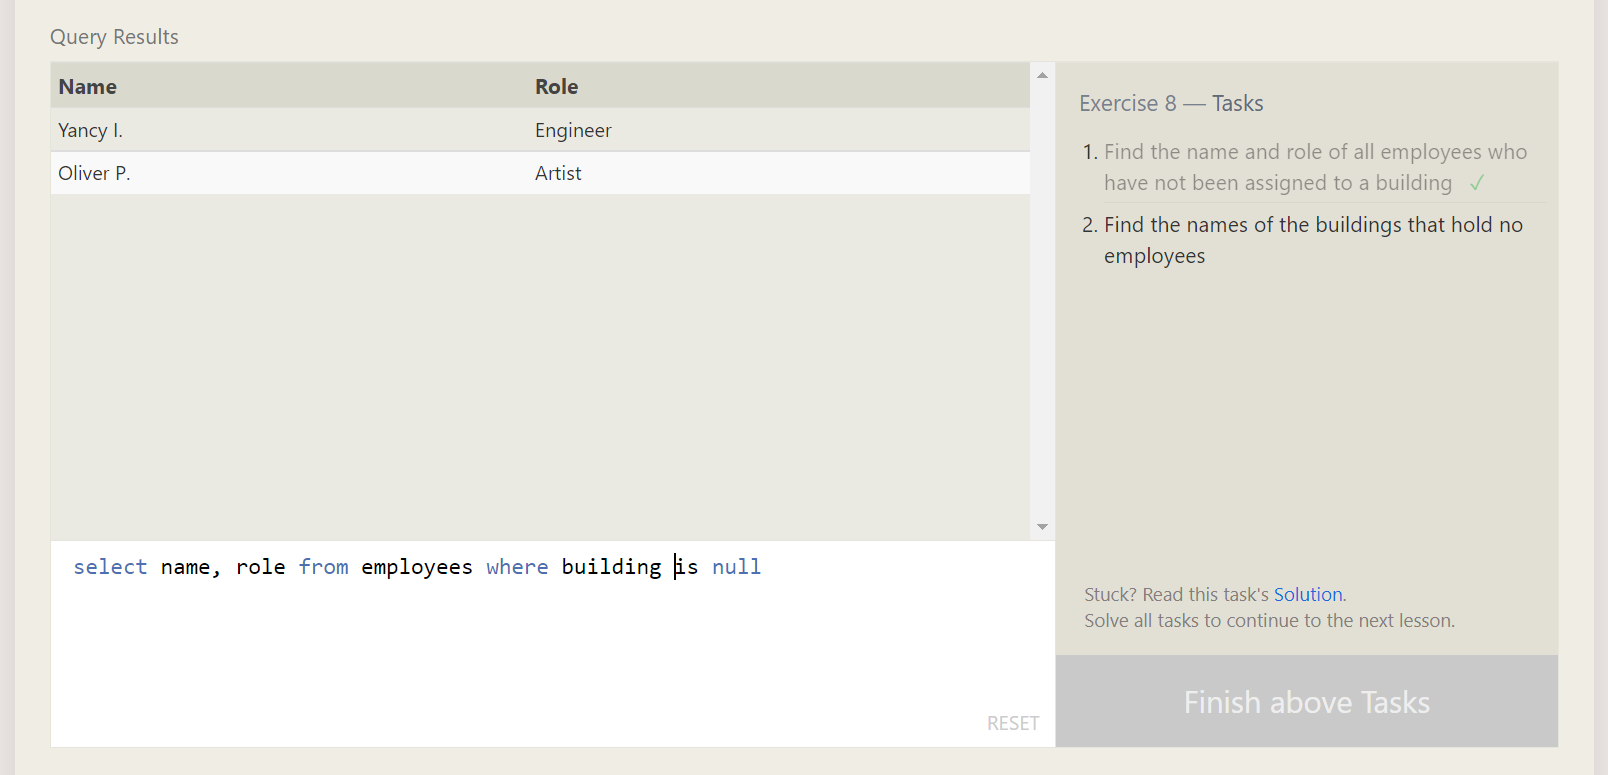 Query Results
Name Role
Yancy I. Engineer
Oliver P. Artist
select name, role from employees where building is null
RESET
Exercise 8 — Tasks
1. Find the name and role of all employees who
have not been assigned to a building ✓
2. Find the names of the buildings that hold no
employees
Stuck? Read this task's Solution.
Solve all tasks to continue to the next lesson.
Finish above Tasks